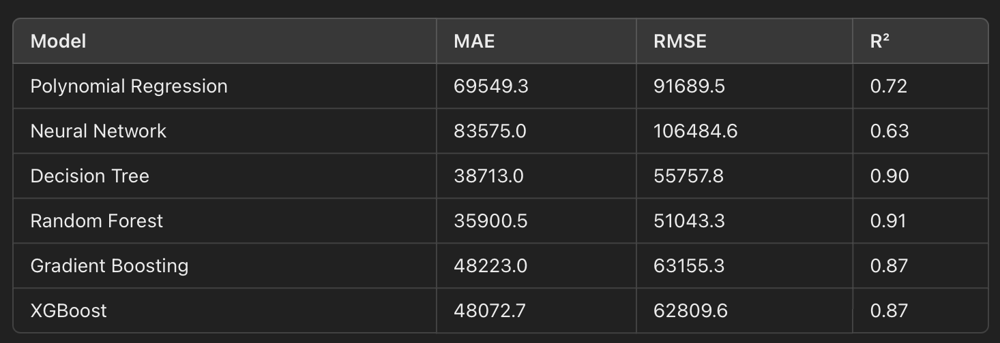 Model MAE RMSE R²
Polynomial Regression 69549.3 91689.5 0.72
Neural Network 83575.0 106484.6 0.63
Decision Tree 38713.0 55757.8 0.90
Random Forest 35900.5 51043.3 0.91
Gradient Boosting 48223.0 63155.3 0.87
XGBoost 48072.7 62809.6 0.87